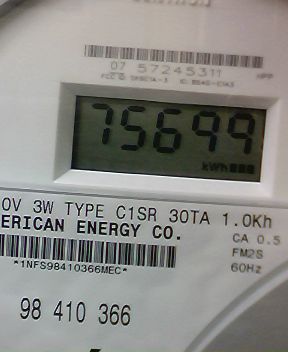 07 57245311
75699
kWh
0V 3W TYPE C1SR 30TA 1.0Kh
ERICAN ENERGY CO.
CA 0.5
FM2S
60Hz
*1NFS98410366MEC*
98 410 366